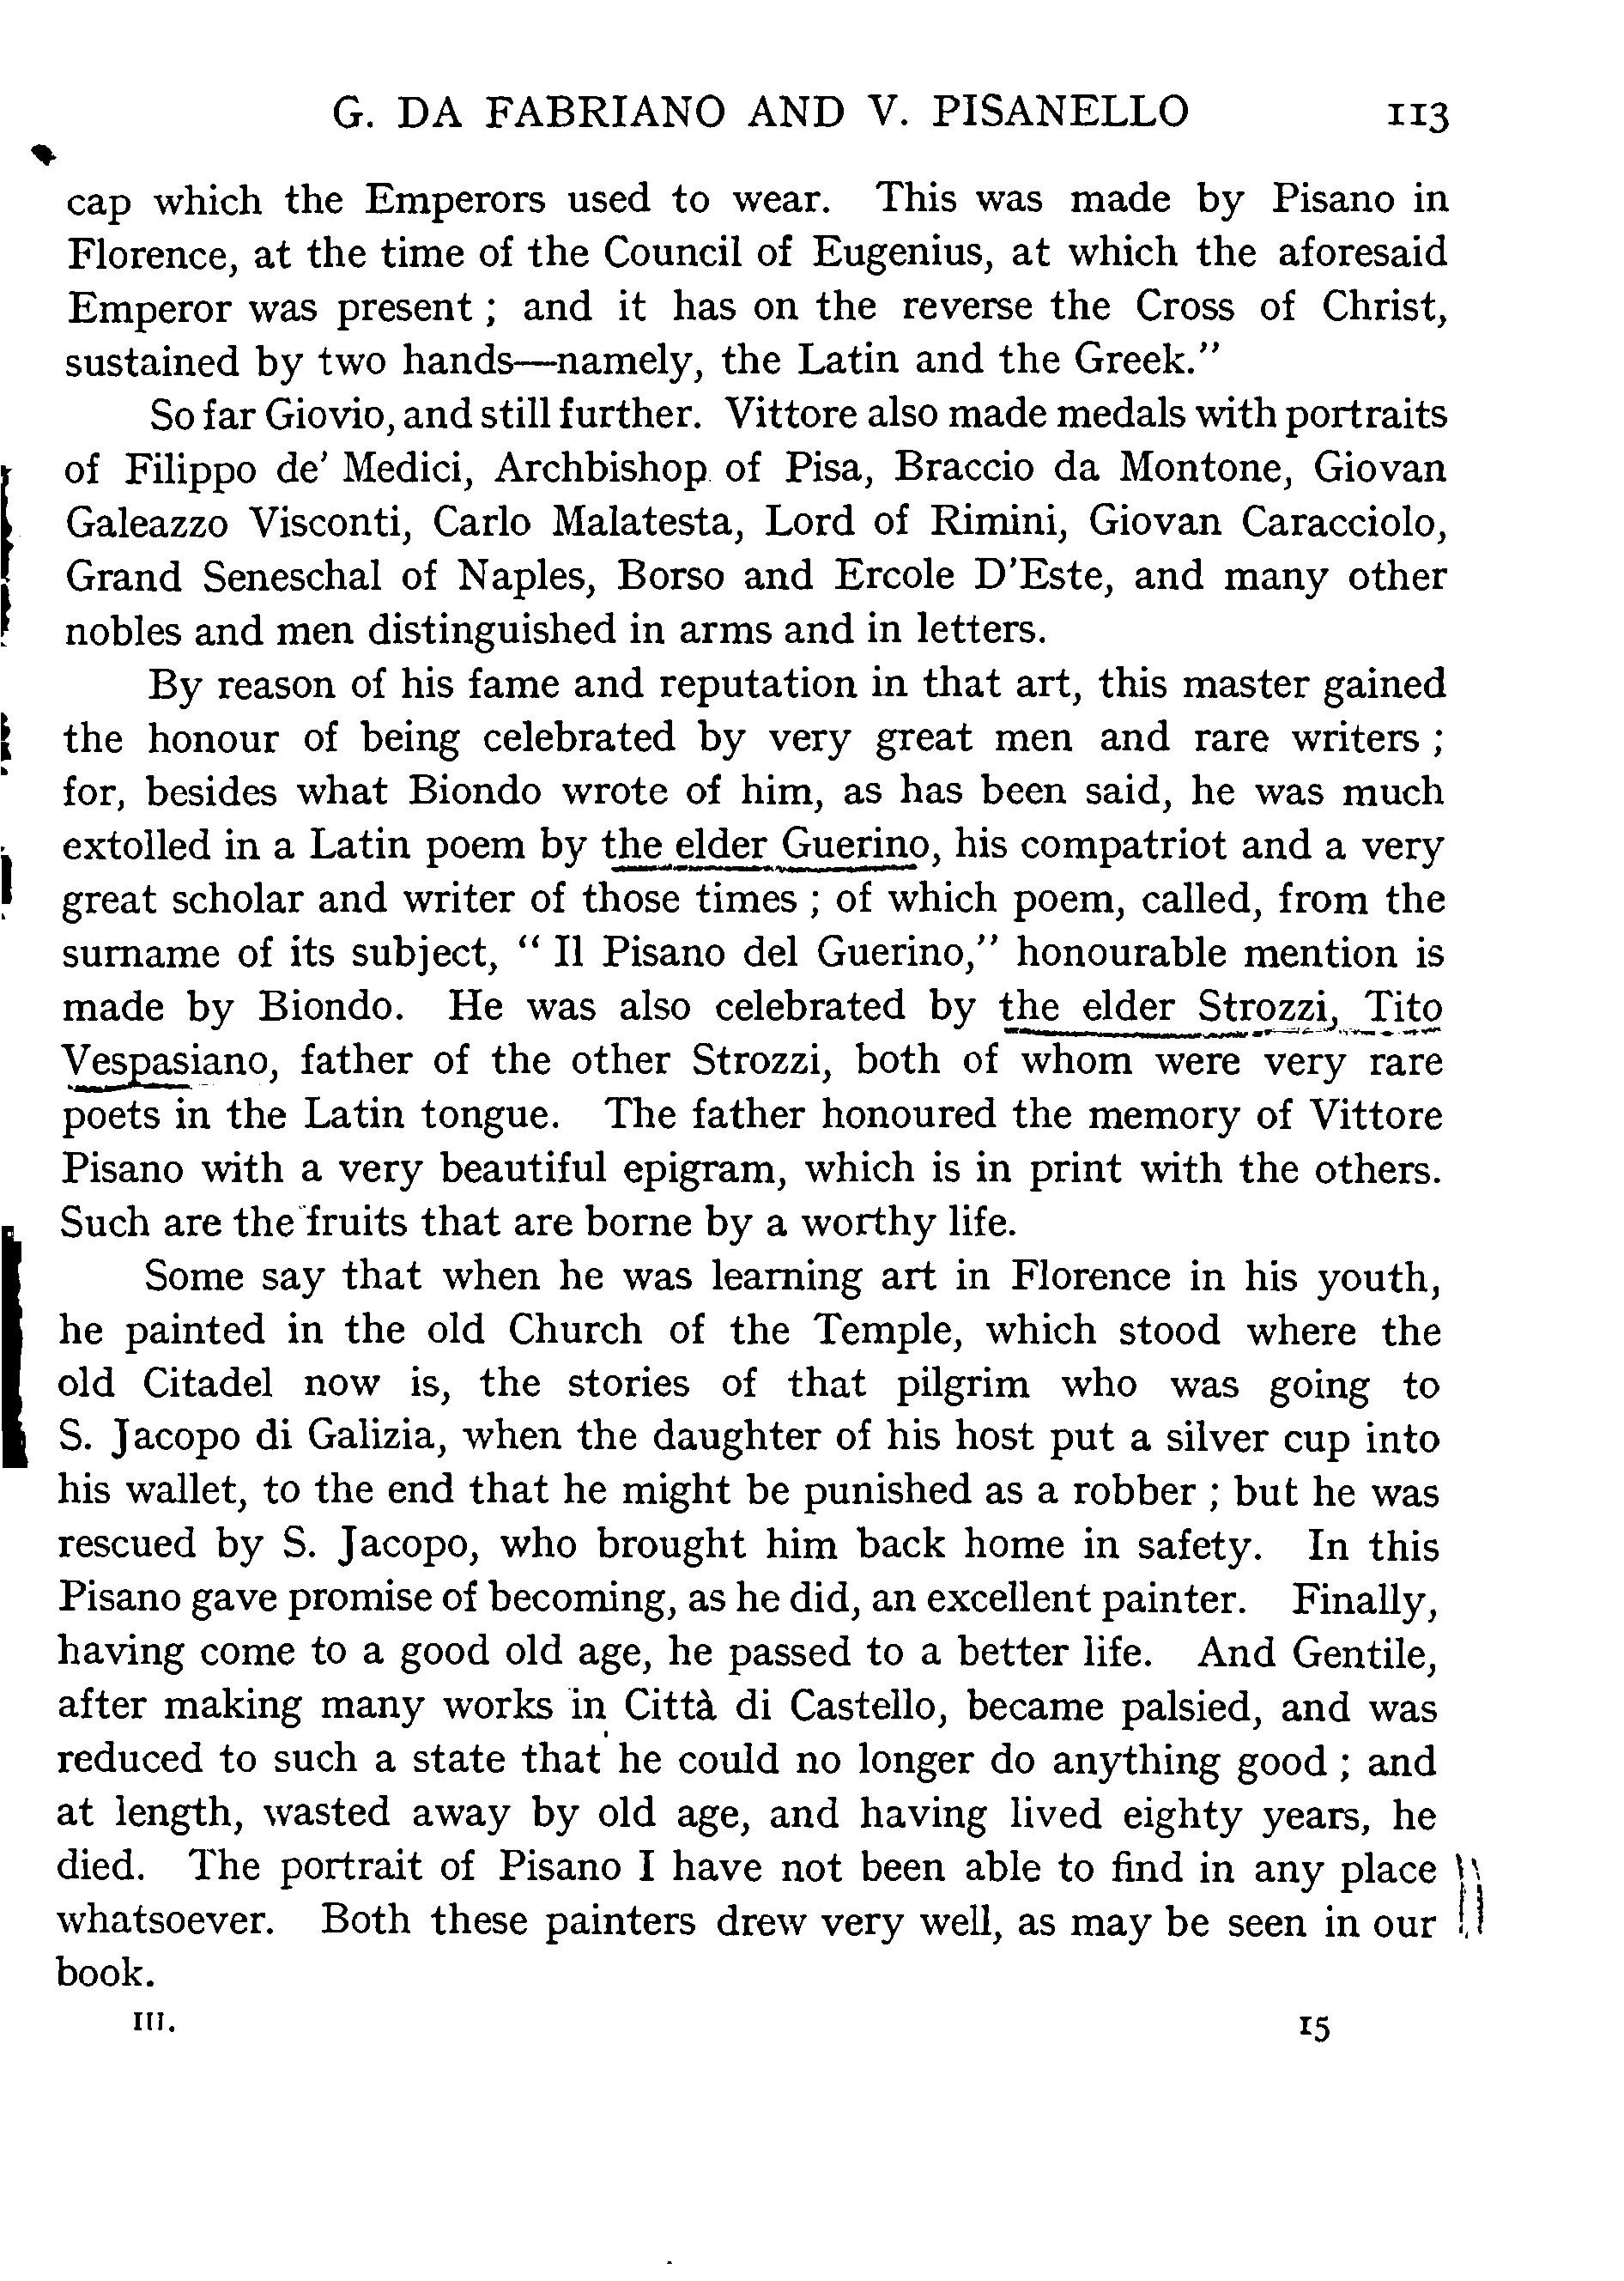 G. DA FABRIANO AND V. PISANELLO 113
cap which the Emperors used to wear. This was made by Pisano in
Florence, at the time of the Council of Eugenius, at which the aforesaid
Emperor was present ; and it has on the reverse the Cross of Christ,
sustained by two hands—namely, the Latin and the Greek.”
So far Giovio, and still further. Vittore also made medals with portraits
of Filippo de’ Medici, Archbishop of Pisa, Braccio da Montone, Giovan
Galeazzo Visconti, Carlo Malatesta, Lord of Rimini, Giovan Caracciolo,
Grand Seneschal of Naples, Borso and Ercole D’Este, and many other
nobles and men distinguished in arms and in letters.
By reason of his fame and reputation in that art, this master gained
the honour of being celebrated by very great men and rare writers ;
for, besides what Biondo wrote of him, as has been said, he was much
extolled in a Latin poem by the elder Guerino, his compatriot and a very
great scholar and writer of those times ; of which poem, called, from the
surname of its subject, “ Il Pisano del Guerino,” honourable mention is
made by Biondo. He was also celebrated by the elder Strozzi, Tito
Vespasiano, father of the other Strozzi, both of whom were very rare
poets in the Latin tongue. The father honoured the memory of Vittore
Pisano with a very beautiful epigram, which is in print with the others.
Such are the fruits that are borne by a worthy life.
Some say that when he was learning art in Florence in his youth,
he painted in the old Church of the Temple, which stood where the
old Citadel now is, the stories of that pilgrim who was going to
S. Jacopo di Galizia, when the daughter of his host put a silver cup into
his wallet, to the end that he might be punished as a robber ; but he was
rescued by S. Jacopo, who brought him back home in safety. In this
Pisano gave promise of becoming, as he did, an excellent painter. Finally,
having come to a good old age, he passed to a better life. And Gentile,
after making many works in Città di Castello, became palsied, and was
reduced to such a state that he could no longer do anything good ; and
at length, wasted away by old age, and having lived eighty years, he
died. The portrait of Pisano I have not been able to find in any place
whatsoever. Both these painters drew very well, as may be seen in our
book.
III. 15